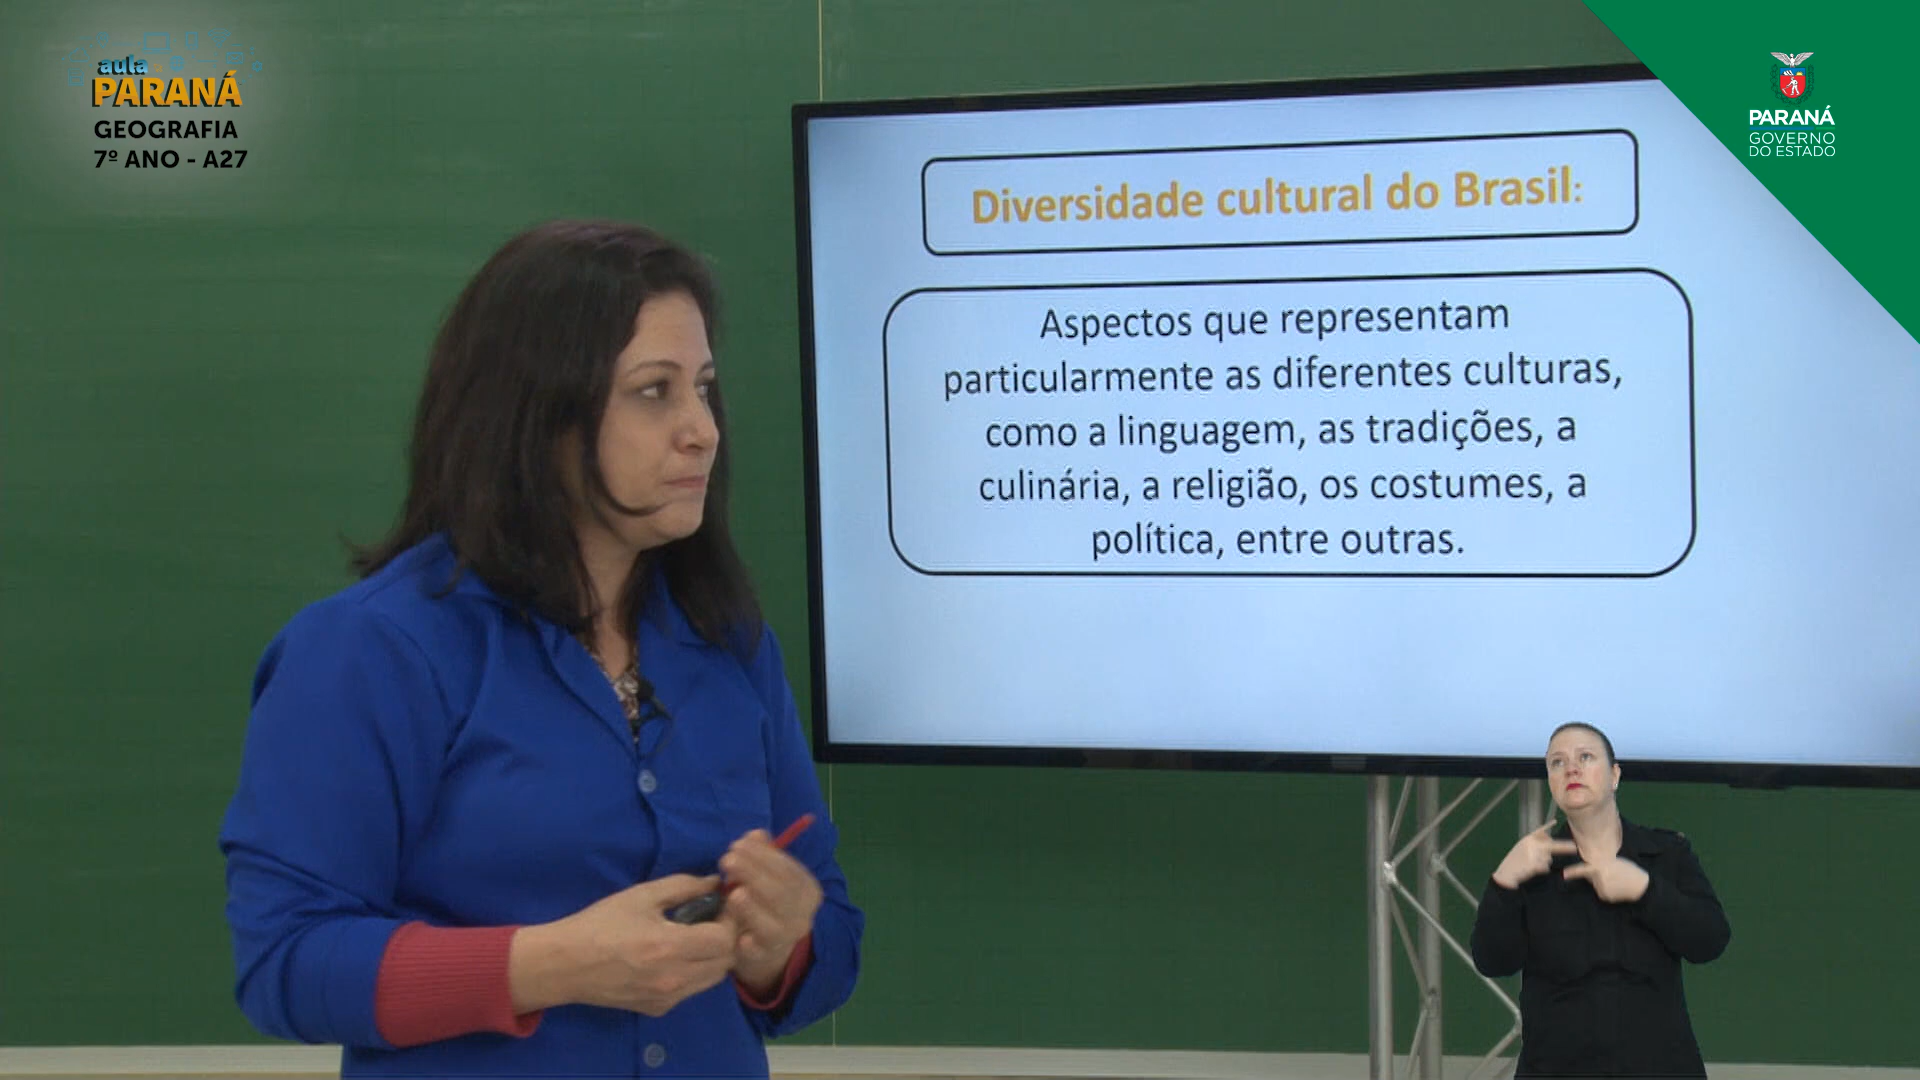 aula
PARANÁ
GEOGRAFIA
7º ANO - A27
PARANÁ
GOVERNO
DO ESTADO
Diversidade cultural do Brasil:
Aspectos que representam
particularmente as diferentes culturas,
como a linguagem, as tradições, a
culinária, a religião, os costumes, a
política, entre outras.